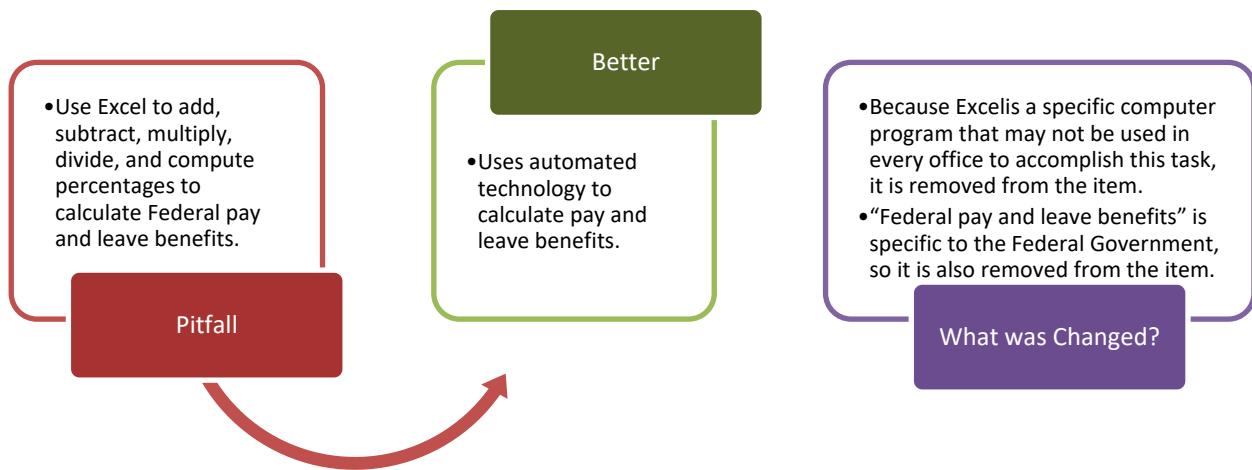 •Use Excel to add,
subtract, multiply,
divide, and compute
percentages to
calculate Federal pay
and leave benefits.
Pitfall
Better
•Uses automated
technology to
calculate pay and
leave benefits.
•Because Excelis a specific computer
program that may not be used in
every office to accomplish this task,
it is removed from the item.
•“Federal pay and leave benefits” is
specific to the Federal Government,
so it is also removed from the item.
What was Changed?